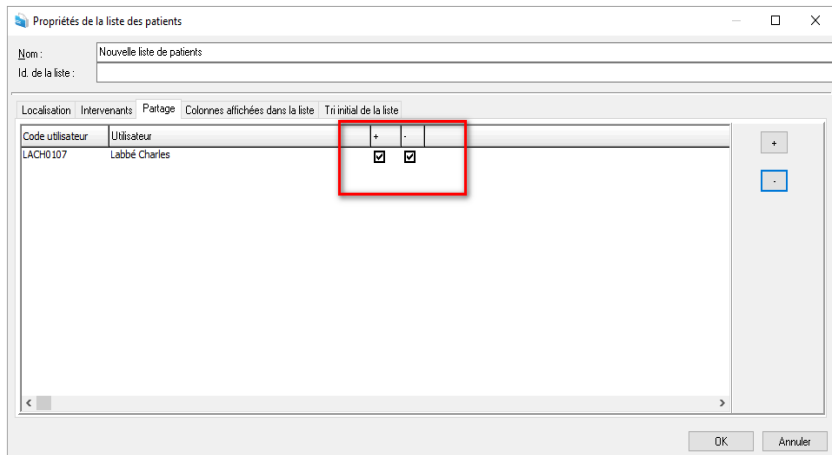 Propriétés de la liste des patients
Nom : Nouvelle liste de patients
Id. de la liste :
Localisation Intervenants Partage Colonnes affichées dans la liste Tri initial de la liste
Code utilisateur Utilisateur + -
LACH0107 Labbé Charles
+
-
OK Annuler